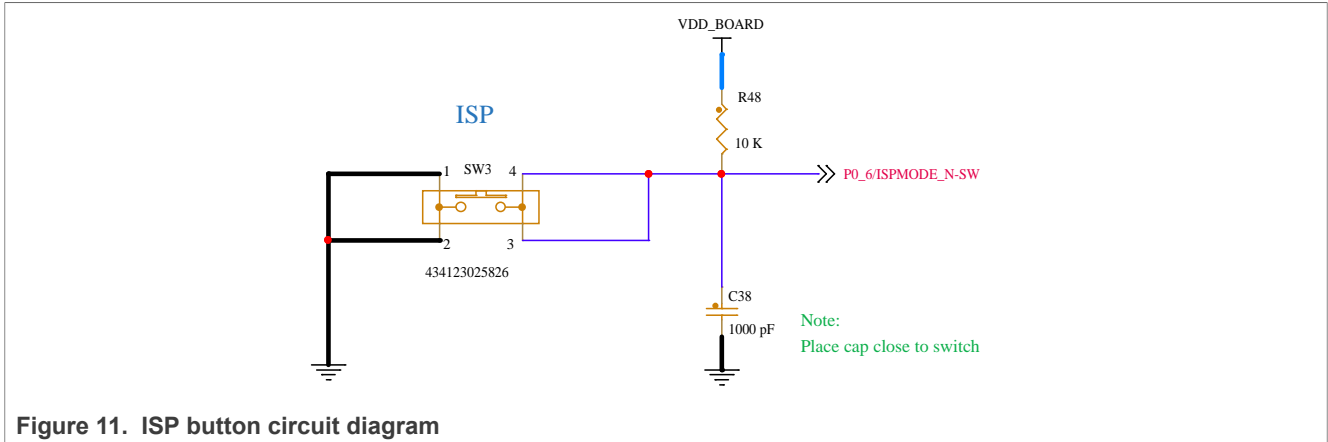 VDD_BOARD
R48
10 K
ISP
1 SW3 4
P0_6/ISPMODE_N-SW
2 3
434123025826
C38
1000 pF
Note:
Place cap close to switch
Figure 11. ISP button circuit diagram